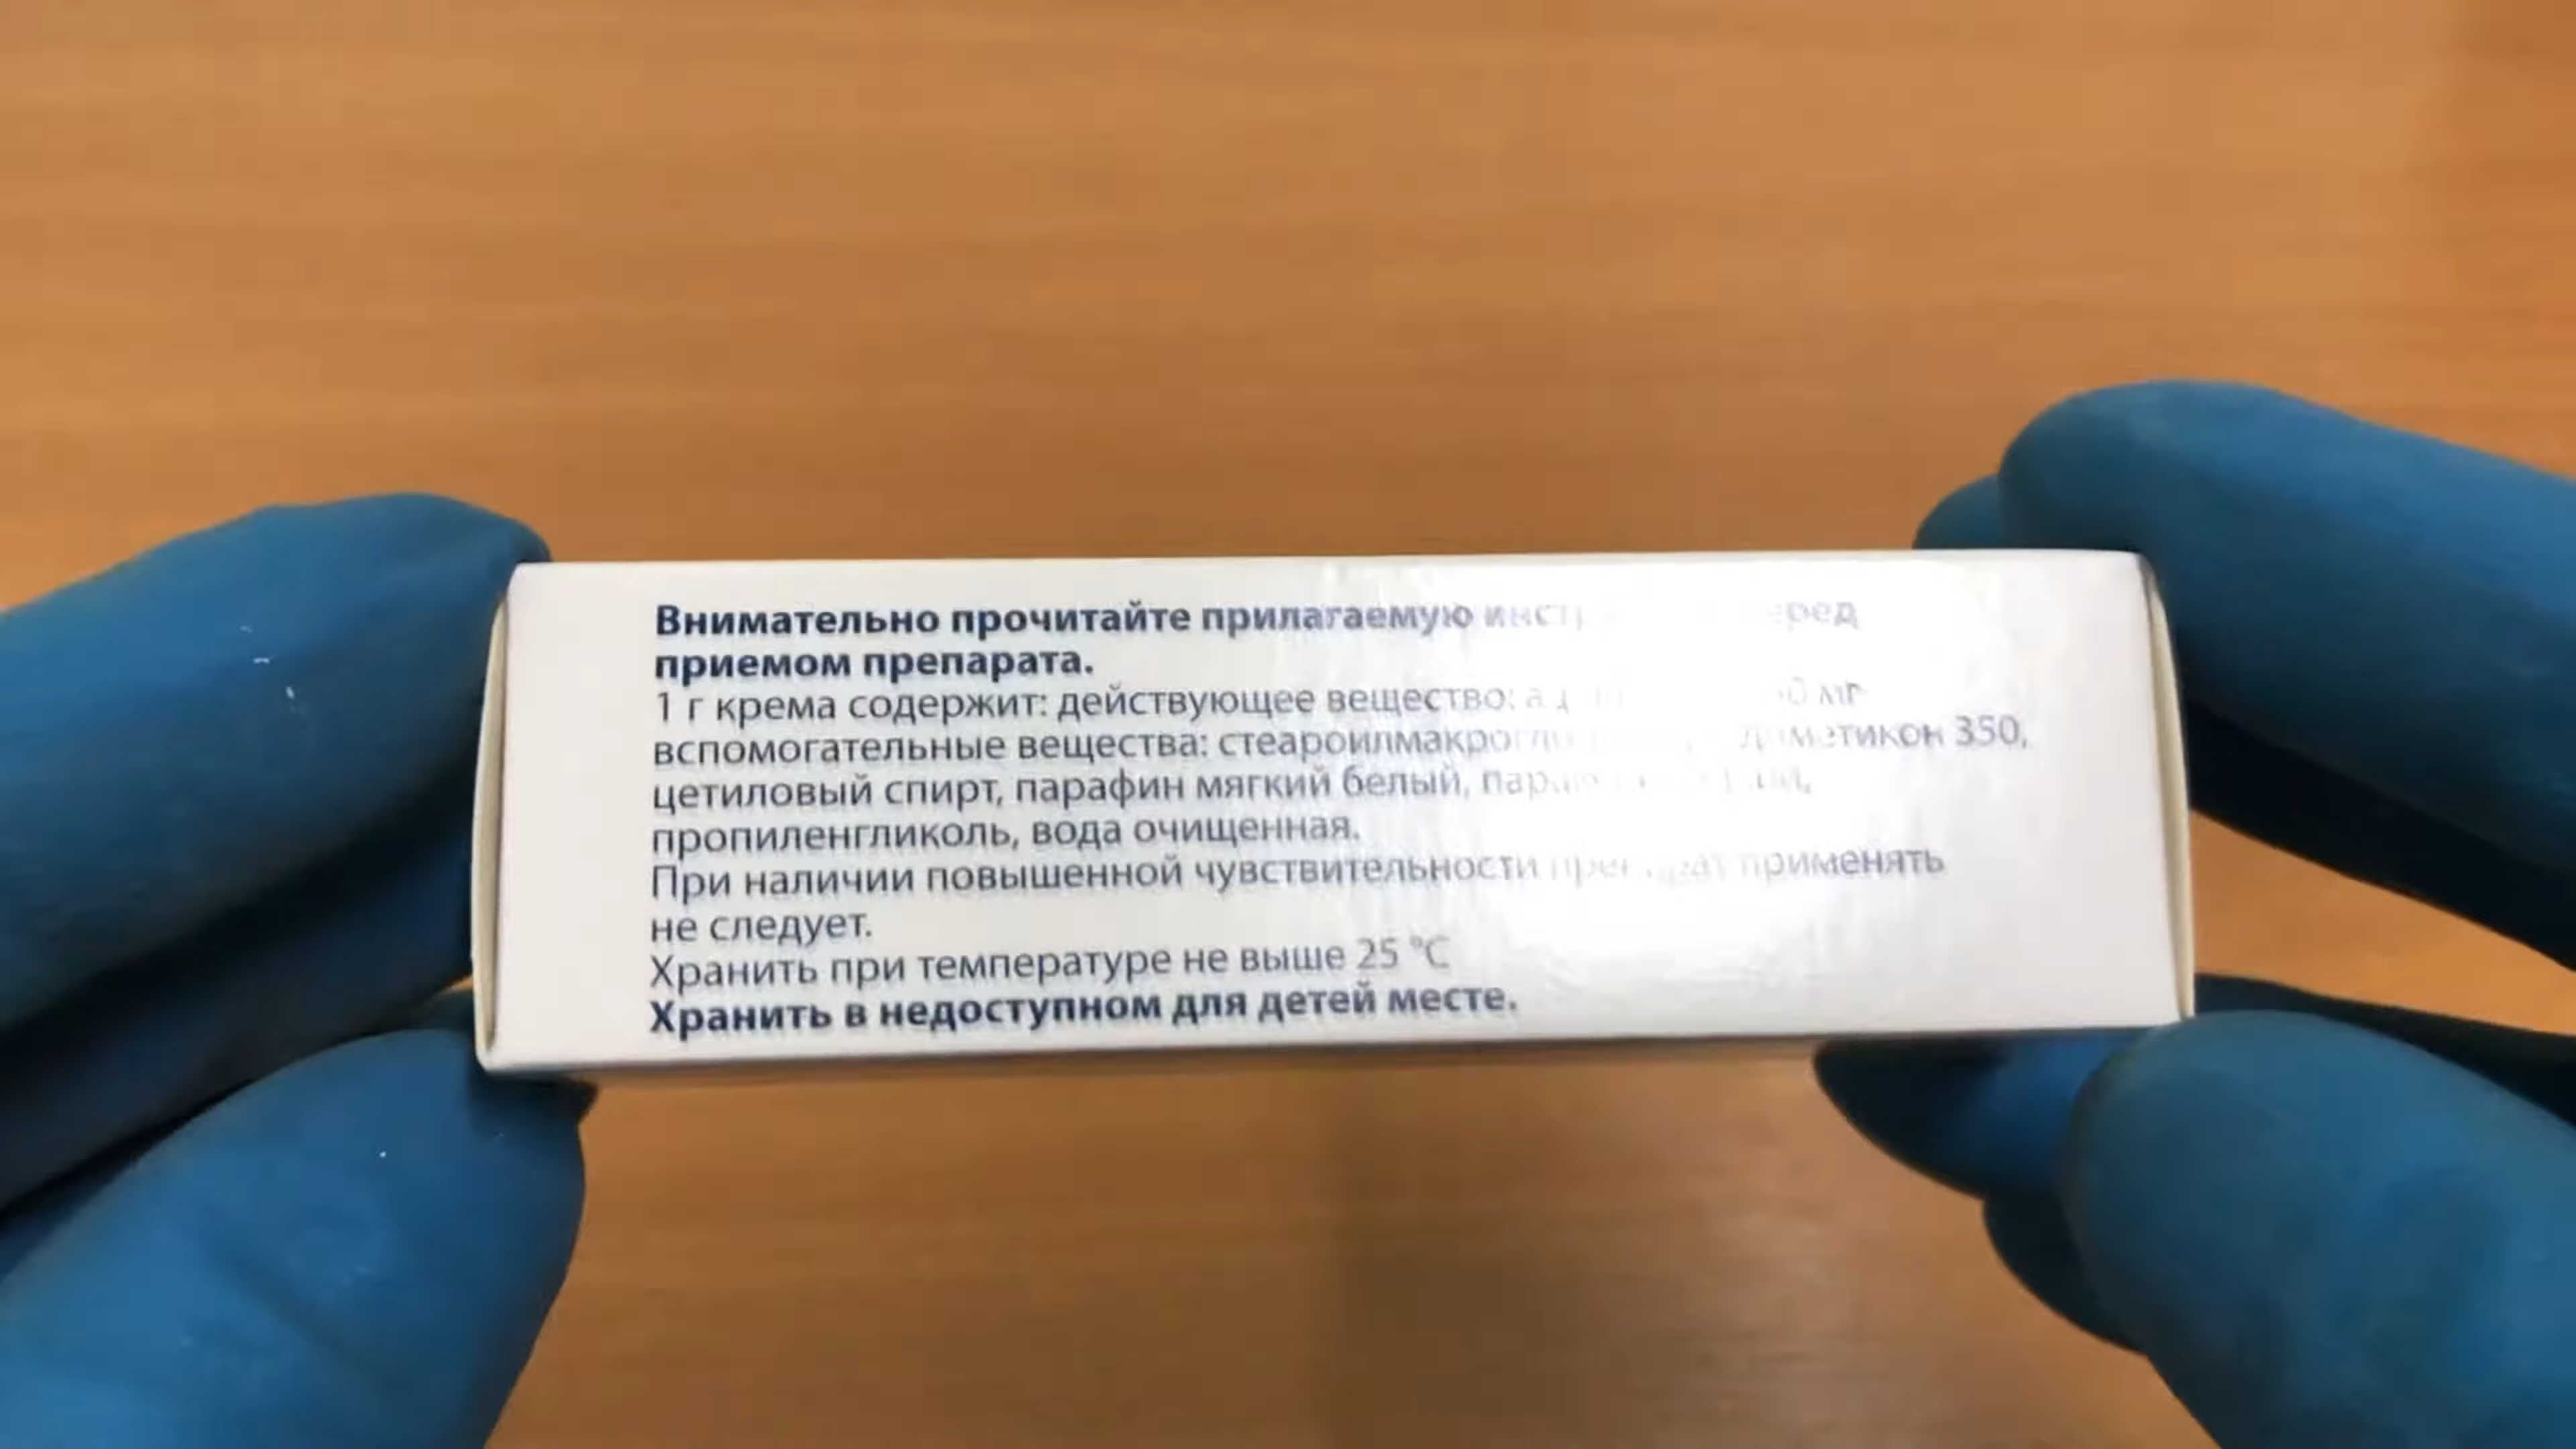 Внимательно прочитайте прилагаемую
приемом препарата.
1 г крема содержит: действующее вещество: мг
вспомогательные вещества: 350,
цетиловый спирт, парафин мягкий белый,
пропиленгликоль, вода очищенная.
При наличии повышенной чувствительности препарат применять
не следует.
Хранить при температуре не выше 25 °C
Хранить в недоступном для детей месте.